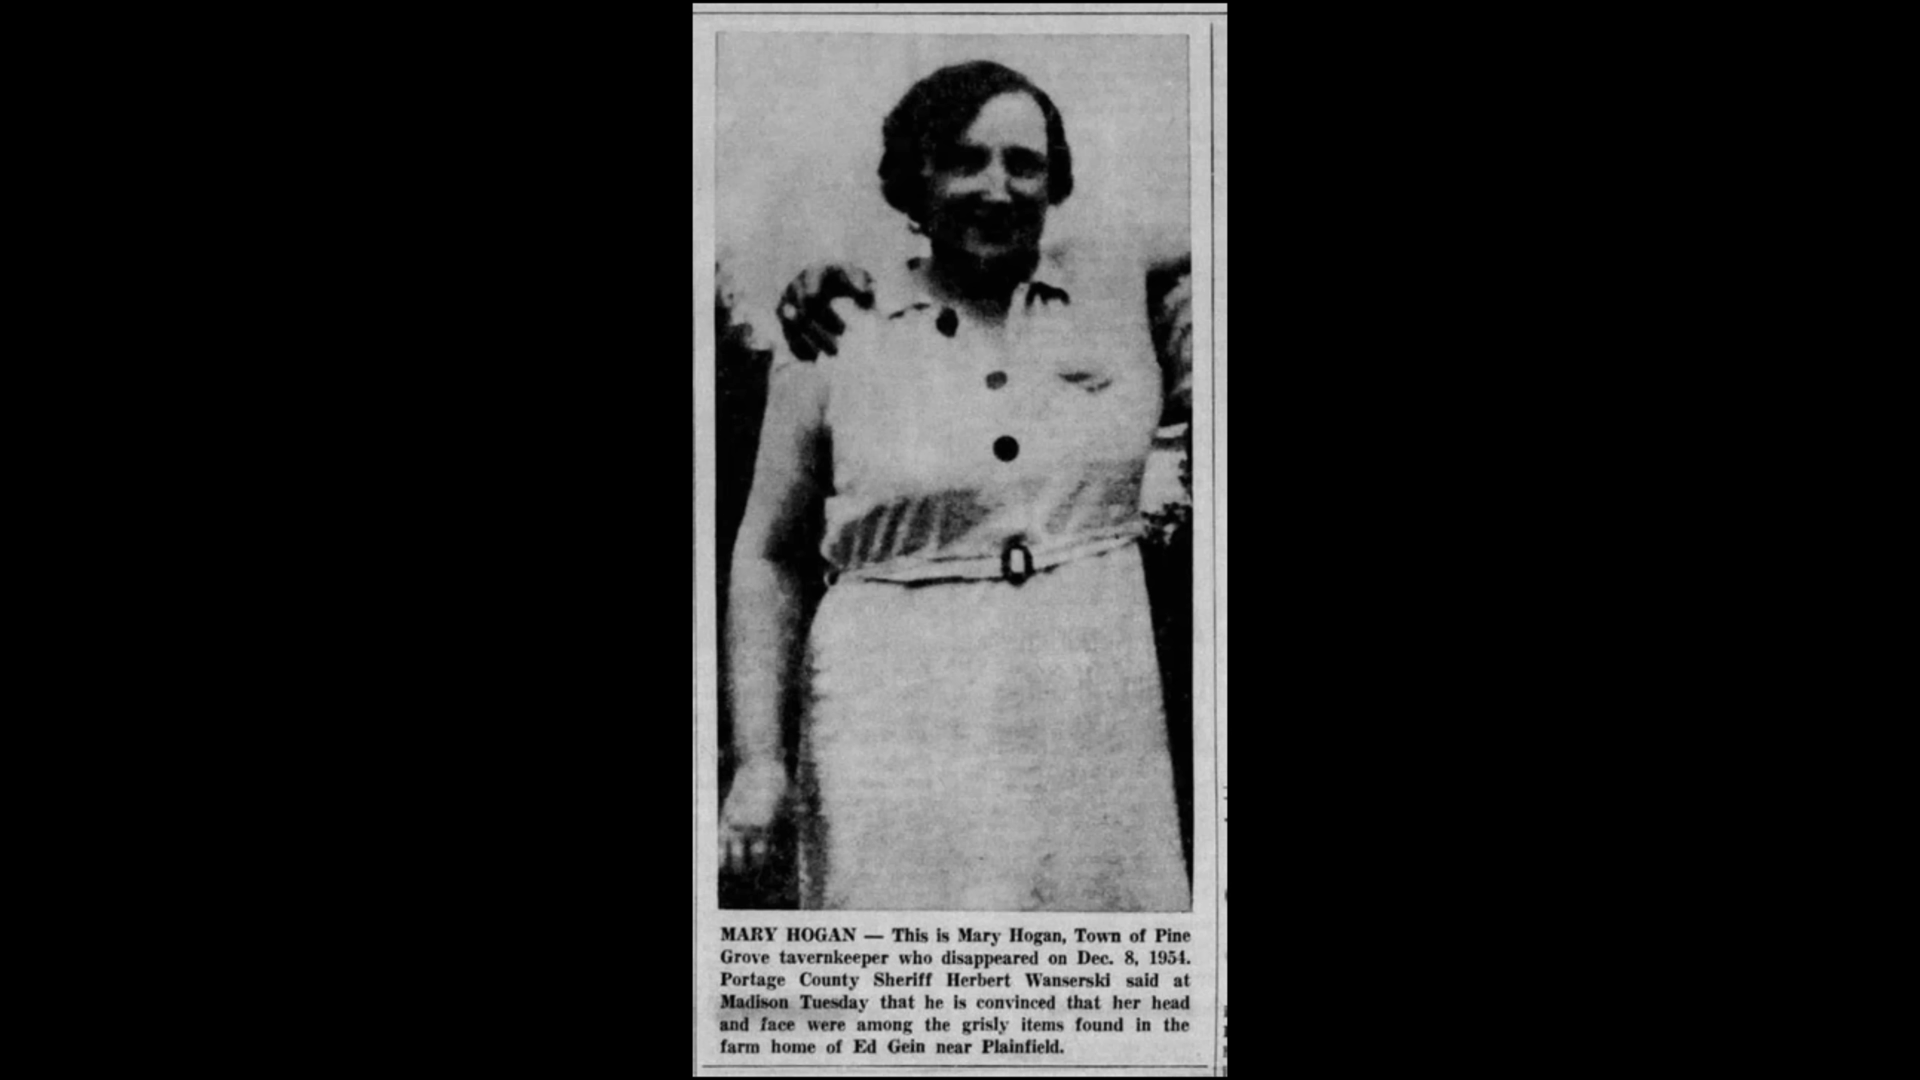 MARY HOGAN — This is Mary Hogan, Town of Pine
Grove tavernkeeper who disappeared on Dec. 8, 1954.
Portage County Sheriff Herbert Wanserski said at
Madison Tuesday that he is convinced that her head
and face were among the grisly items found in the
farm home of Ed Gein near Plainfield.